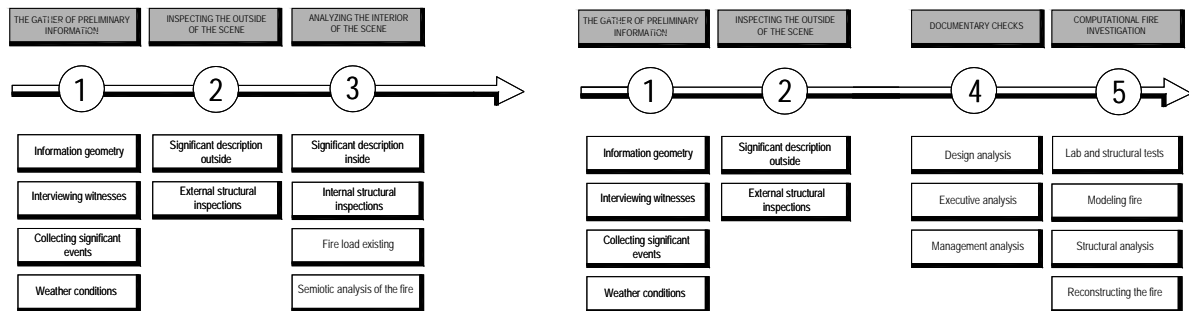 THE GATHER OF PRELIMINARY
INFORMATION
INSPECTING THE OUTSIDE
OF THE SCENE
ANALYZING THE INTERIOR
OF THE SCENE
1
2
3
Information geometry
Significant description
outside
Significant description
inside
Interviewing witnesses
External structural
inspections
Internal structural
inspections
Collecting significant
events
Fire load existing
Weather conditions
Semiotic analysis of the fire
THE GATHER OF PRELIMINARY
INFORMATION
INSPECTING THE OUTSIDE
OF THE SCENE
DOCUMENTARY CHECKS
COMPUTATIONAL FIRE
INVESTIGATION
1
2
4
5
Information geometry
Significant description
outside
Design analysis
Lab and structural tests
Interviewing witnesses
External structural
inspections
Executive analysis
Modeling fire
Collecting significant
events
Management analysis
Structural analysis
Weather conditions
Reconstructing the fire